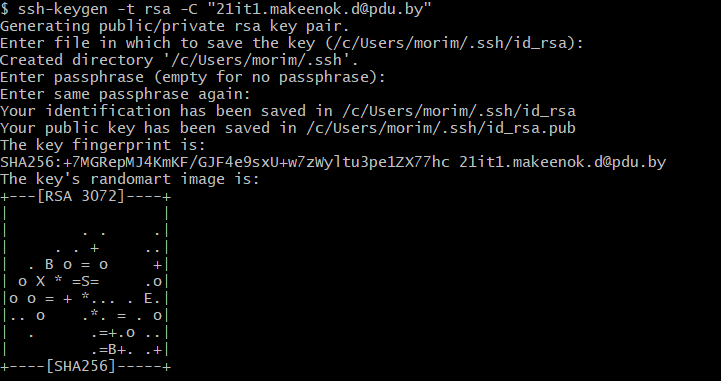 $ ssh-keygen -t rsa -C "21it1.makeenok.d@pdu.by"
Generating public/private rsa key pair.
Enter file in which to save the key (/c/Users/morim/.ssh/id_rsa):
Created directory '/c/Users/morim/.ssh'.
Enter passphrase (empty for no passphrase):
Enter same passphrase again:
Your identification has been saved in /c/Users/morim/.ssh/id_rsa
Your public key has been saved in /c/Users/morim/.ssh/id_rsa.pub
The key fingerprint is:
SHA256:+7MGRepMJ4KmKF/GJF4e9sxU+w7zWyltu3pe1ZX77hc 21it1.makeenok.d@pdu.by
The key's randomart image is:
+---[RSA 3072]----+
|                 |
|        . .     .|
|     . . +     ..|
|  . B o = o     +|
| o X * =S=     .o|
|o o = + *... . E.|
|.. o    .*. = . o|
|  .      .=+.o ..|
|         .=B+. .+|
+----[SHA256]-----+